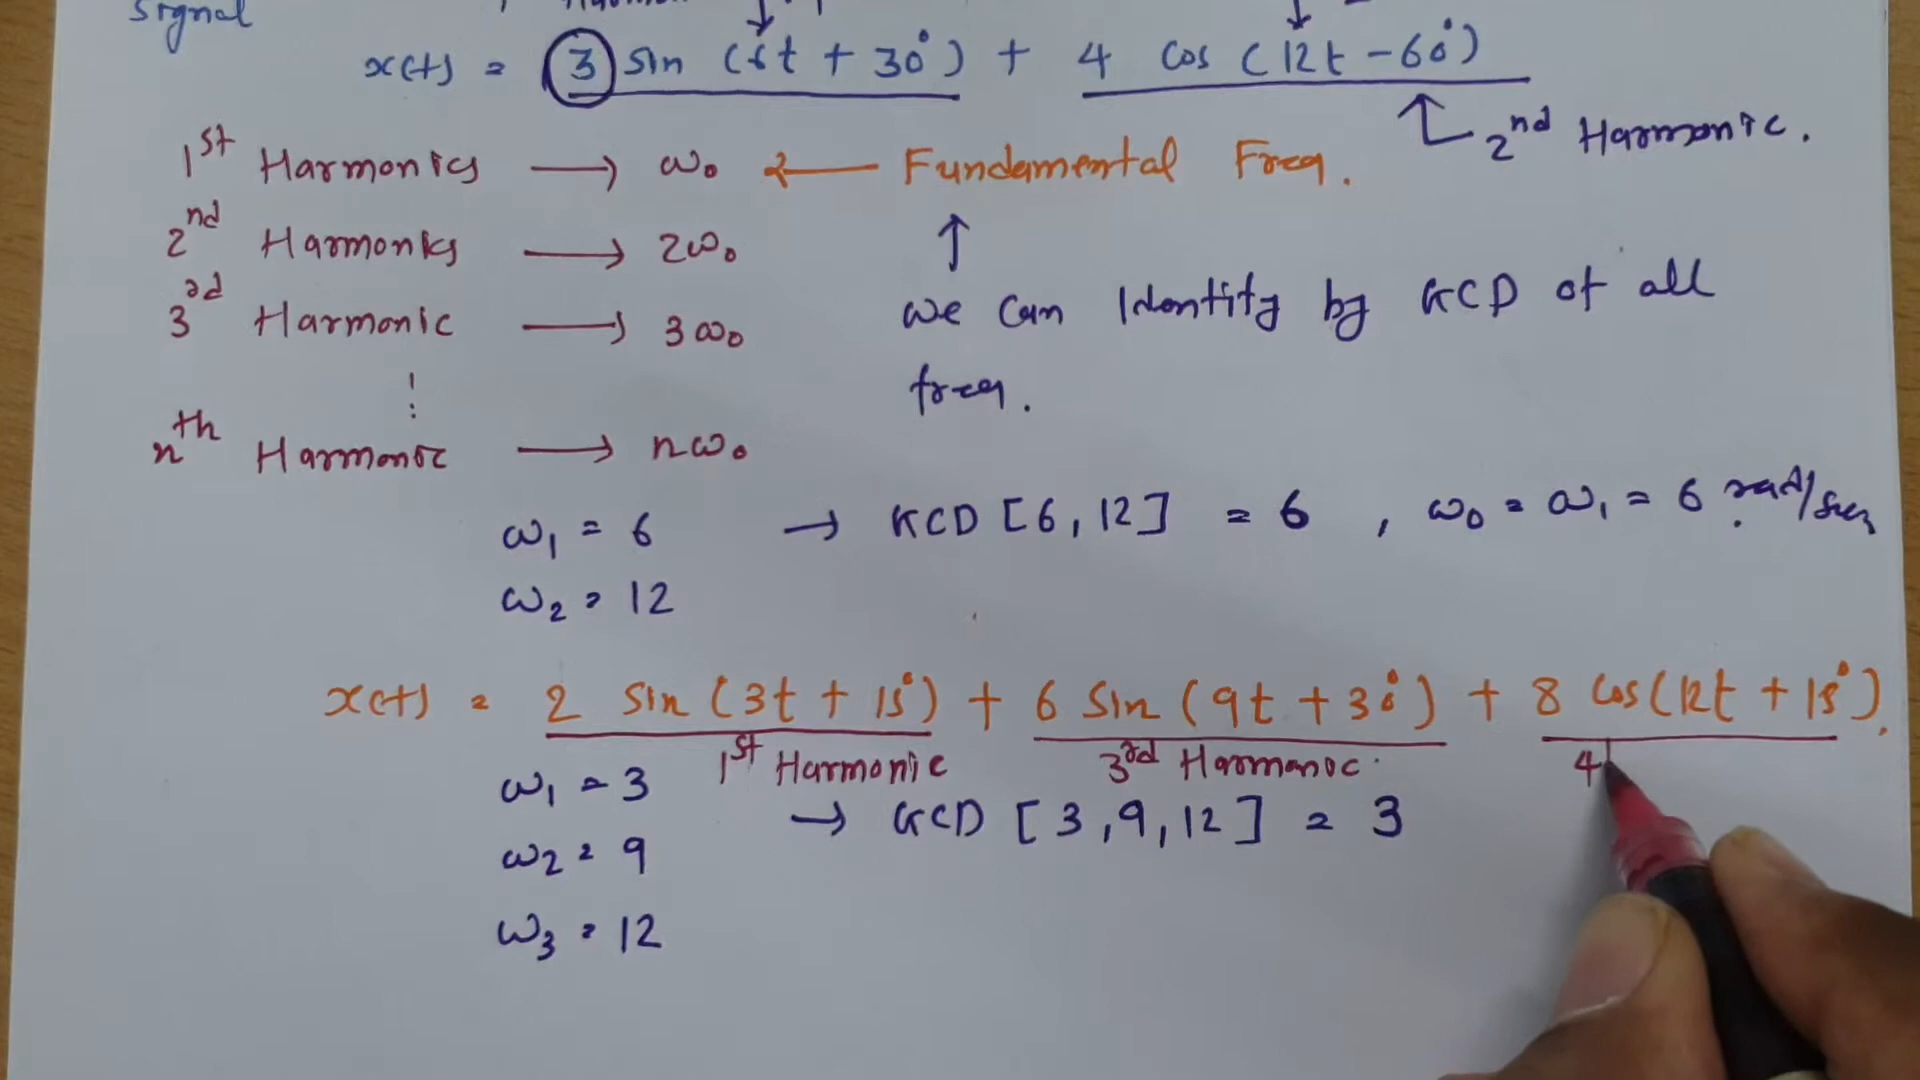 Signal
x(t) = 3 sin (6t + 30°) + 4 cos (12t - 60°)
2nd Harmonic.
1st Harmonics → ω₀ ← Fundamental Freq.
2nd Harmonics → 2ω₀
3rd Harmonic → 3ω₀
we can Identify by GCD of all
freq.
nth Harmonic → nω₀
ω₁ = 6 → GCD [6, 12] = 6 , ω₀ = ω₁ = 6 rad/sec
ω₂ = 12
x(t) = 2 sin (3t + 15°) + 6 sin (9t + 30°) + 8 cos(12t + 15°).
1st Harmonic 3rd Harmonic. 4
ω₁ = 3 → GCD [3, 9, 12] = 3
ω₂ = 9
ω₃ = 12